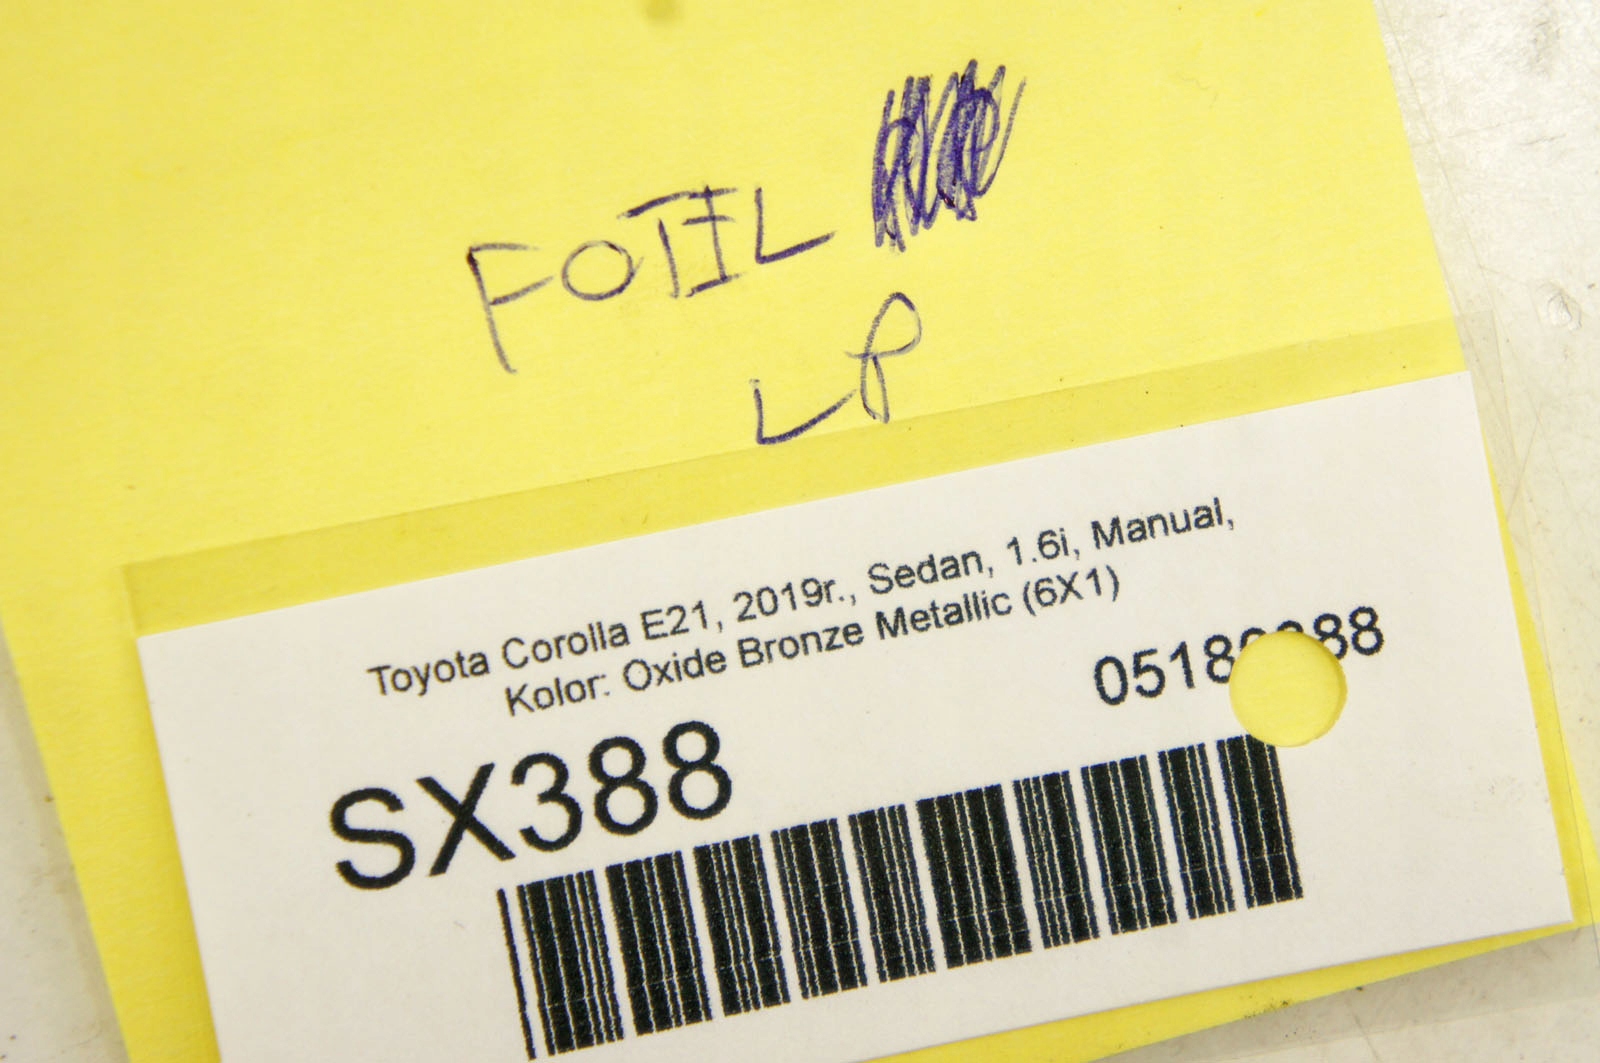 FOTEL
LP
Toyota Corolla E21, 2019r., Sedan, 1.6i, Manual,
Kolor: Oxide Bronze Metallic (6X1)
SX388